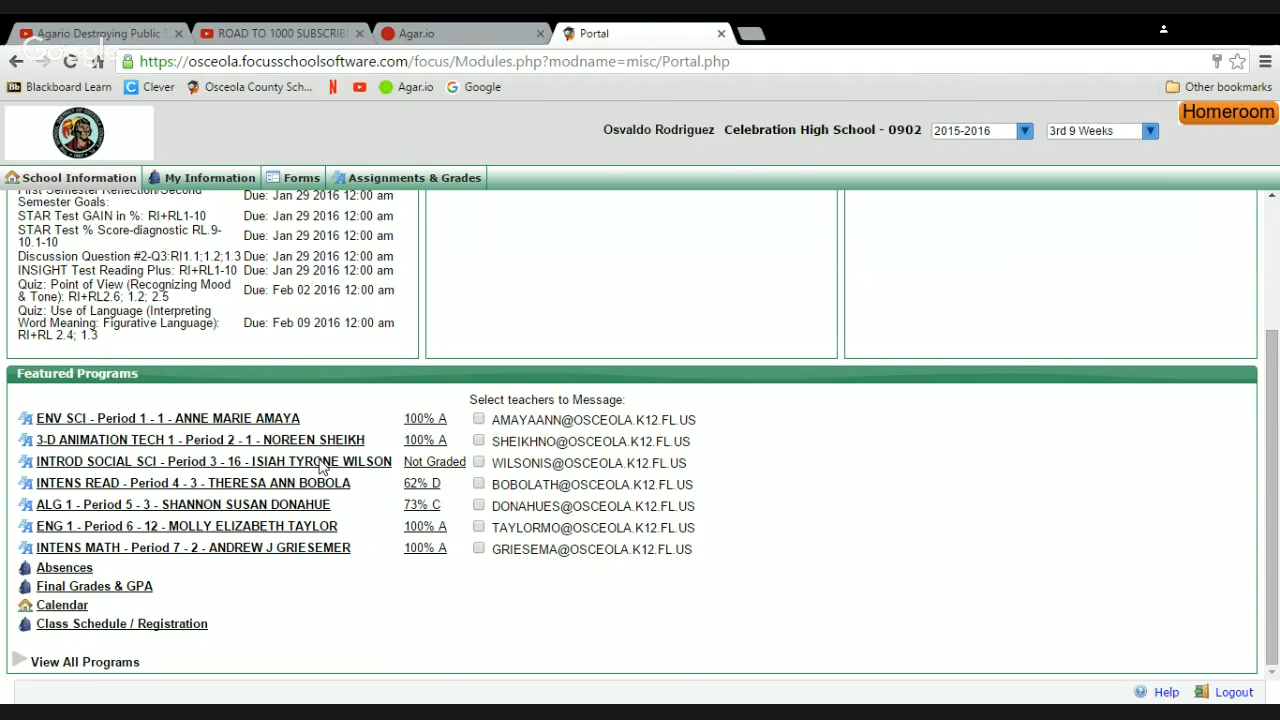 Agario Destroying Public S
ROAD TO 1000 SUBSCRIB
Agar.io
Portal
Google
https://osceola.focusschoolsoftware.com/focus/Modules.php?modname=misc/Portal.php
Blackboard Learn
Clever
Osceola County Sch...
Agar.io
Google
Other bookmarks
Homeroom
Osvaldo Rodriguez Celebration High School - 0902 2015-2016 3rd 9 Weeks
School Information
My Information
Forms
Assignments & Grades
First Semester Reflection/Second
Semester Goals: Due: Jan 29 2016 12:00 am
STAR Test GAIN in %: RI+RL1-10 Due: Jan 29 2016 12:00 am
STAR Test % Score-diagnostic RL.9-
10.1-10 Due: Jan 29 2016 12:00 am
Discussion Question #2-Q3:RI1.1;1.2;1.3 Due: Jan 29 2016 12:00 am
INSIGHT Test Reading Plus: RI+RL1-10 Due: Jan 29 2016 12:00 am
Quiz: Point of View (Recognizing Mood
& Tone): RI+RL2.6; 1.2; 2.5 Due: Feb 02 2016 12:00 am
Quiz: Use of Language (Interpreting
Word Meaning: Figurative Language): Due: Feb 09 2016 12:00 am
RI+RL 2.4; 1.3
Featured Programs
Select teachers to Message:
ENV SCI - Period 1 - 1 - ANNE MARIE AMAYA 100% A AMAYAANN@OSCEOLA.K12.FL.US
3-D ANIMATION TECH 1 - Period 2 - 1 - NOREEN SHEIKH 100% A SHEIKHNO@OSCEOLA.K12.FL.US
INTROD SOCIAL SCI - Period 3 - 16 - ISIAH TYRONE WILSON Not Graded WILSONIS@OSCEOLA.K12.FL.US
INTENS READ - Period 4 - 3 - THERESA ANN BOBOLA 62% D BOBOLATH@OSCEOLA.K12.FL.US
ALG 1 - Period 5 - 3 - SHANNON SUSAN DONAHUE 73% C DONAHUES@OSCEOLA.K12.FL.US
ENG 1 - Period 6 - 12 - MOLLY ELIZABETH TAYLOR 100% A TAYLORMO@OSCEOLA.K12.FL.US
INTENS MATH - Period 7 - 2 - ANDREW J GRIESEMER 100% A GRIESEMA@OSCEOLA.K12.FL.US
Absences
Final Grades & GPA
Calendar
Class Schedule / Registration
View All Programs
Help
Logout